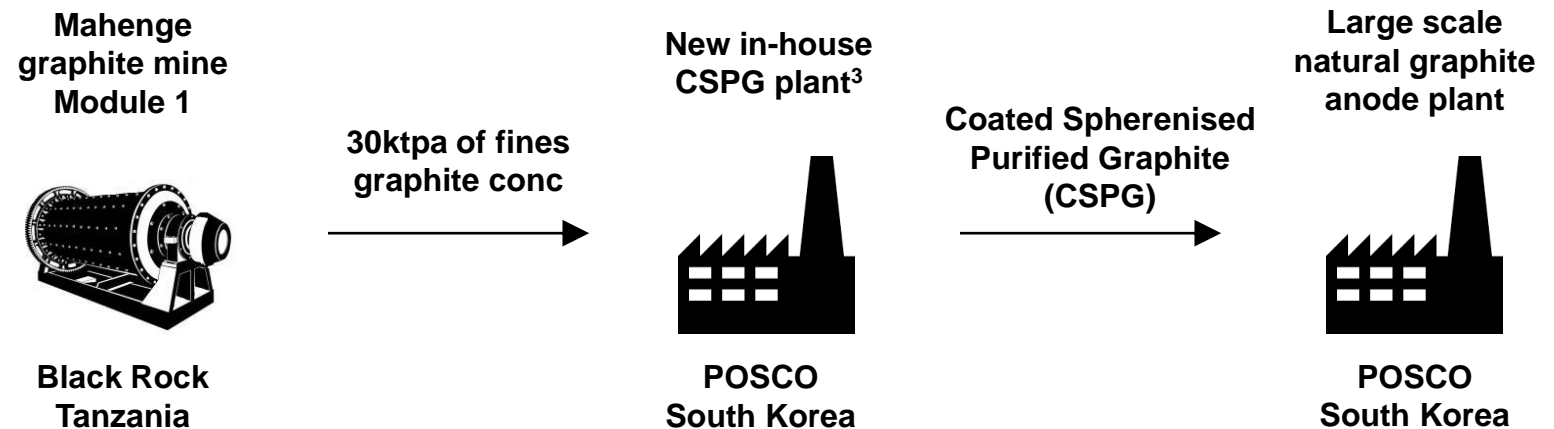 Mahenge
graphite mine
Module 1
30ktpa of fines
graphite conc
New in-house
CSPG plant³
Coated Spherenised
Purified Graphite
(CSPG)
Large scale
natural graphite
anode plant
Black Rock
Tanzania
POSCO
South Korea
POSCO
South Korea